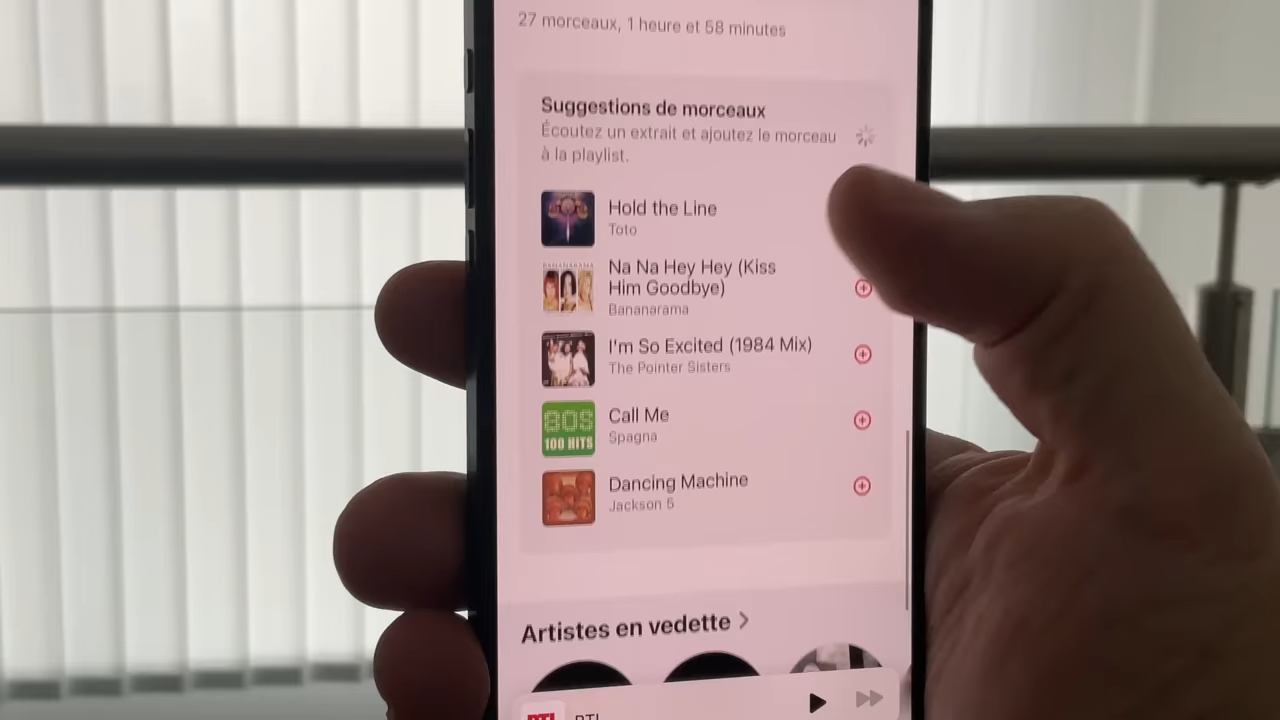 27 morceaux, 1 heure et 58 minutes
Suggestions de morceaux
Écoutez un extrait et ajoutez le morceau
à la playlist.
Hold the Line
Toto
Na Na Hey Hey (Kiss
Him Goodbye)
Bananarama
BANANARAMA
I'm So Excited (1984 Mix)
The Pointer Sisters
Call Me
Spagna
80s
100 HITS
Dancing Machine
Jackson 5
Artistes en vedette
RTL